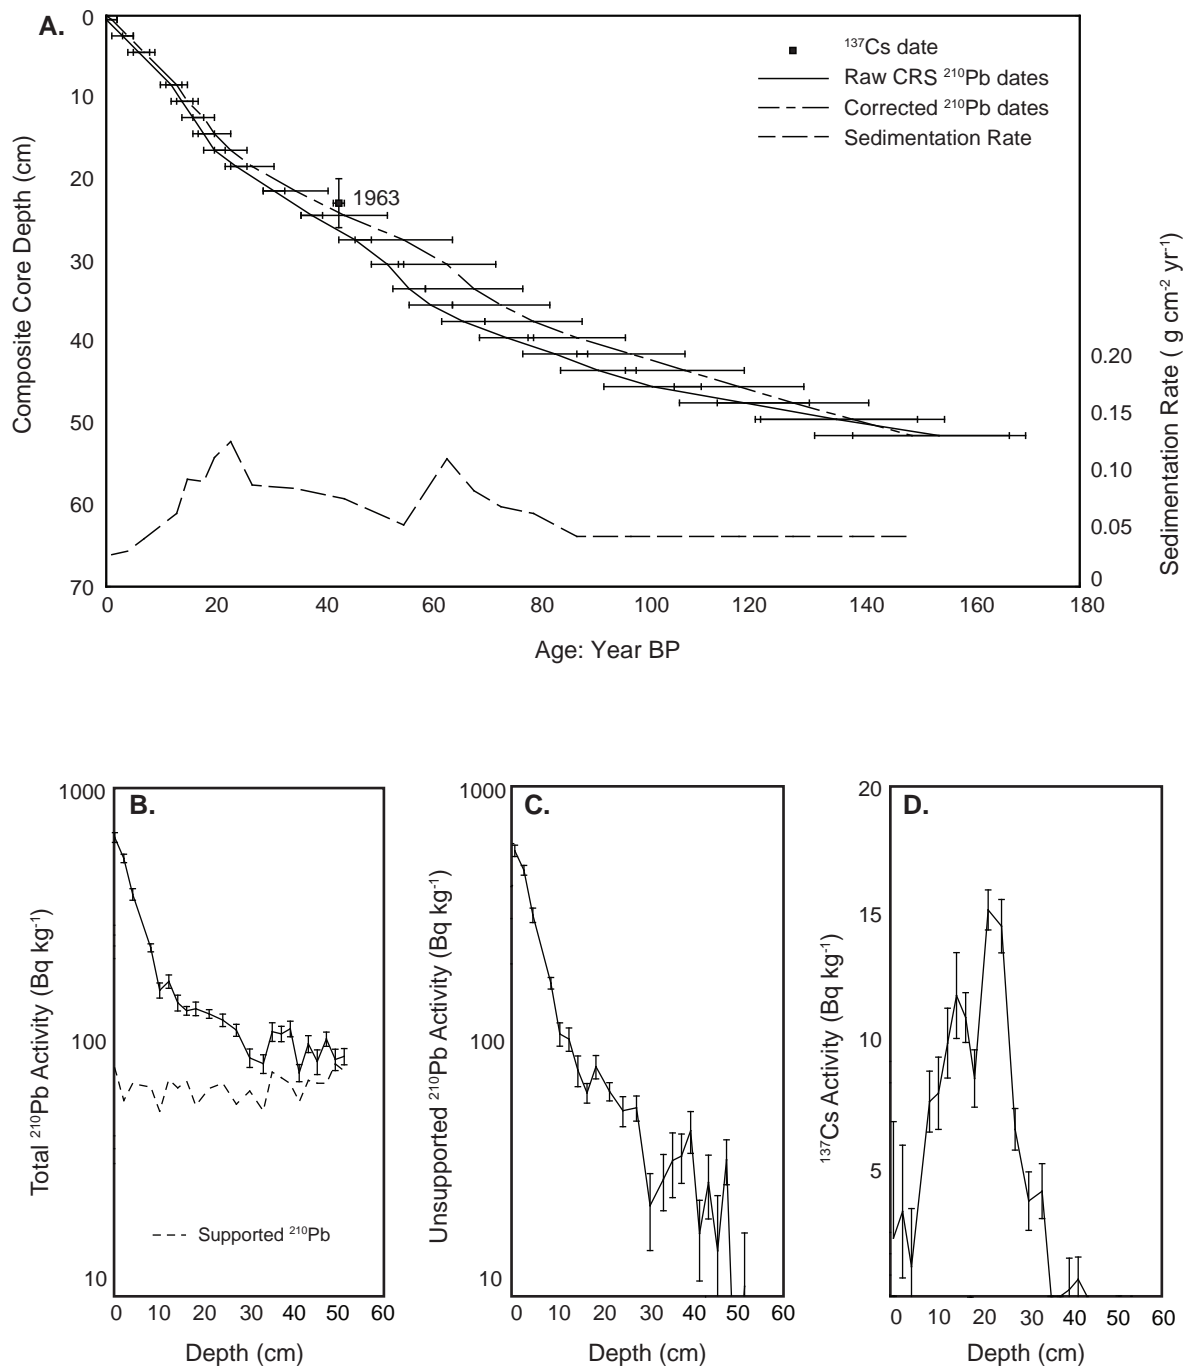 A.
137Cs date
Raw CRS 210Pb dates
Corrected 210Pb dates
Sedimentation Rate
1963
Composite Core Depth (cm)
0
10
20
30
40
50
60
70
0.20
0.15
0.10
0.05
0
Sedimentation Rate ( g cm-2 yr-1)
0 20 40 60 80 100 120 140 160 180
Age: Year BP
B.
1000
100
10
Total 210Pb Activity (Bq kg-1)
Supported 210Pb
0 10 20 30 40 50 60
Depth (cm)
C.
1000
100
10
Unsupported 210Pb Activity (Bq kg-1)
0 10 20 30 40 50 60
Depth (cm)
D.
20
15
10
5
137Cs Activity (Bq kg-1)
0 10 20 30 40 50 60
Depth (cm)